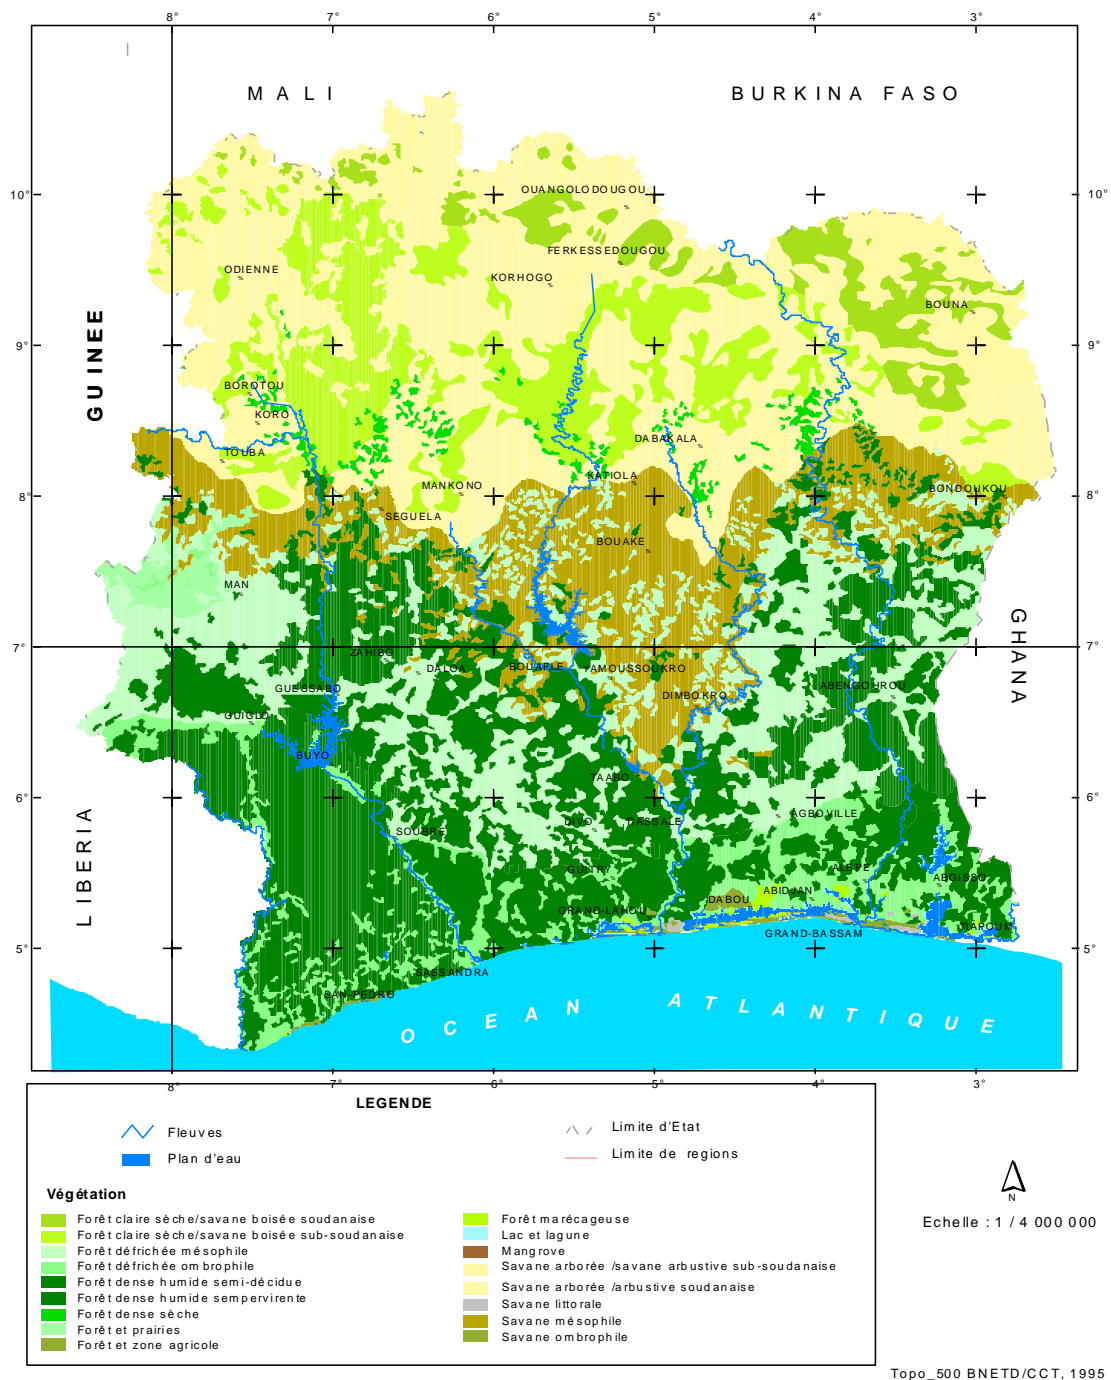 8° 7° 6° 5° 4° 3°
MALI
BURKINA FASO
10° 10°
OUANGOLODOUGOU
FERKESSEDOUGOU
ODIENNE
KORHOGO
BOUNA
GUINEE
9° 9°
BOROTOU
KORO
DABAKALA
TOUBA
KATIOLA
MANKONO
BONDOUKOU
8° 8°
SEGUELA
BOUAKE
MAN
GHANA
7° 7°
ZAHIBO
DALOA
BOUAFLE
YAMOUSSOUKRO
GUESSABO
DIMBOKRO
ABENGOUROU
GUIGLO
BUYO
TAABO
6° 6°
LIBERIA
SOUBRE
DIVO
TIASSALE
AGBOVILLE
GUITRY
ALEPE
ABOISSO
ABIDJAN
DABOU
GRAND-LAHOU
TIAPOUM
GRAND-BASSAM
5° 5°
SASSANDRA
SAN-PEDRO
OCEAN ATLANTIQUE
8° 7° 6° 5° 4° 3°
LEGENDE
Fleuves
Limite d'Etat
Plan d'eau
Limite de regions
Végétation
Forêt claire sèche/savane boisée soudanaise
Forêt claire sèche/savane boisée sub-soudanaise
Forêt défrichée mésophile
Forêt défrichée ombrophile
Forêt dense humide semi-décidue
Forêt dense humide sempervirente
Forêt dense sèche
Forêt et prairies
Forêt et zone agricole
Forêt marécageuse
Lac et lagune
Mangrove
Savane arborée /savane arbustive sub-soudanaise
Savane arborée /arbustive soudanaise
Savane littorale
Savane mésophile
Savane ombrophile
N
Echelle : 1 / 4 000 000
Topo_500 BNETD/CCT, 1995